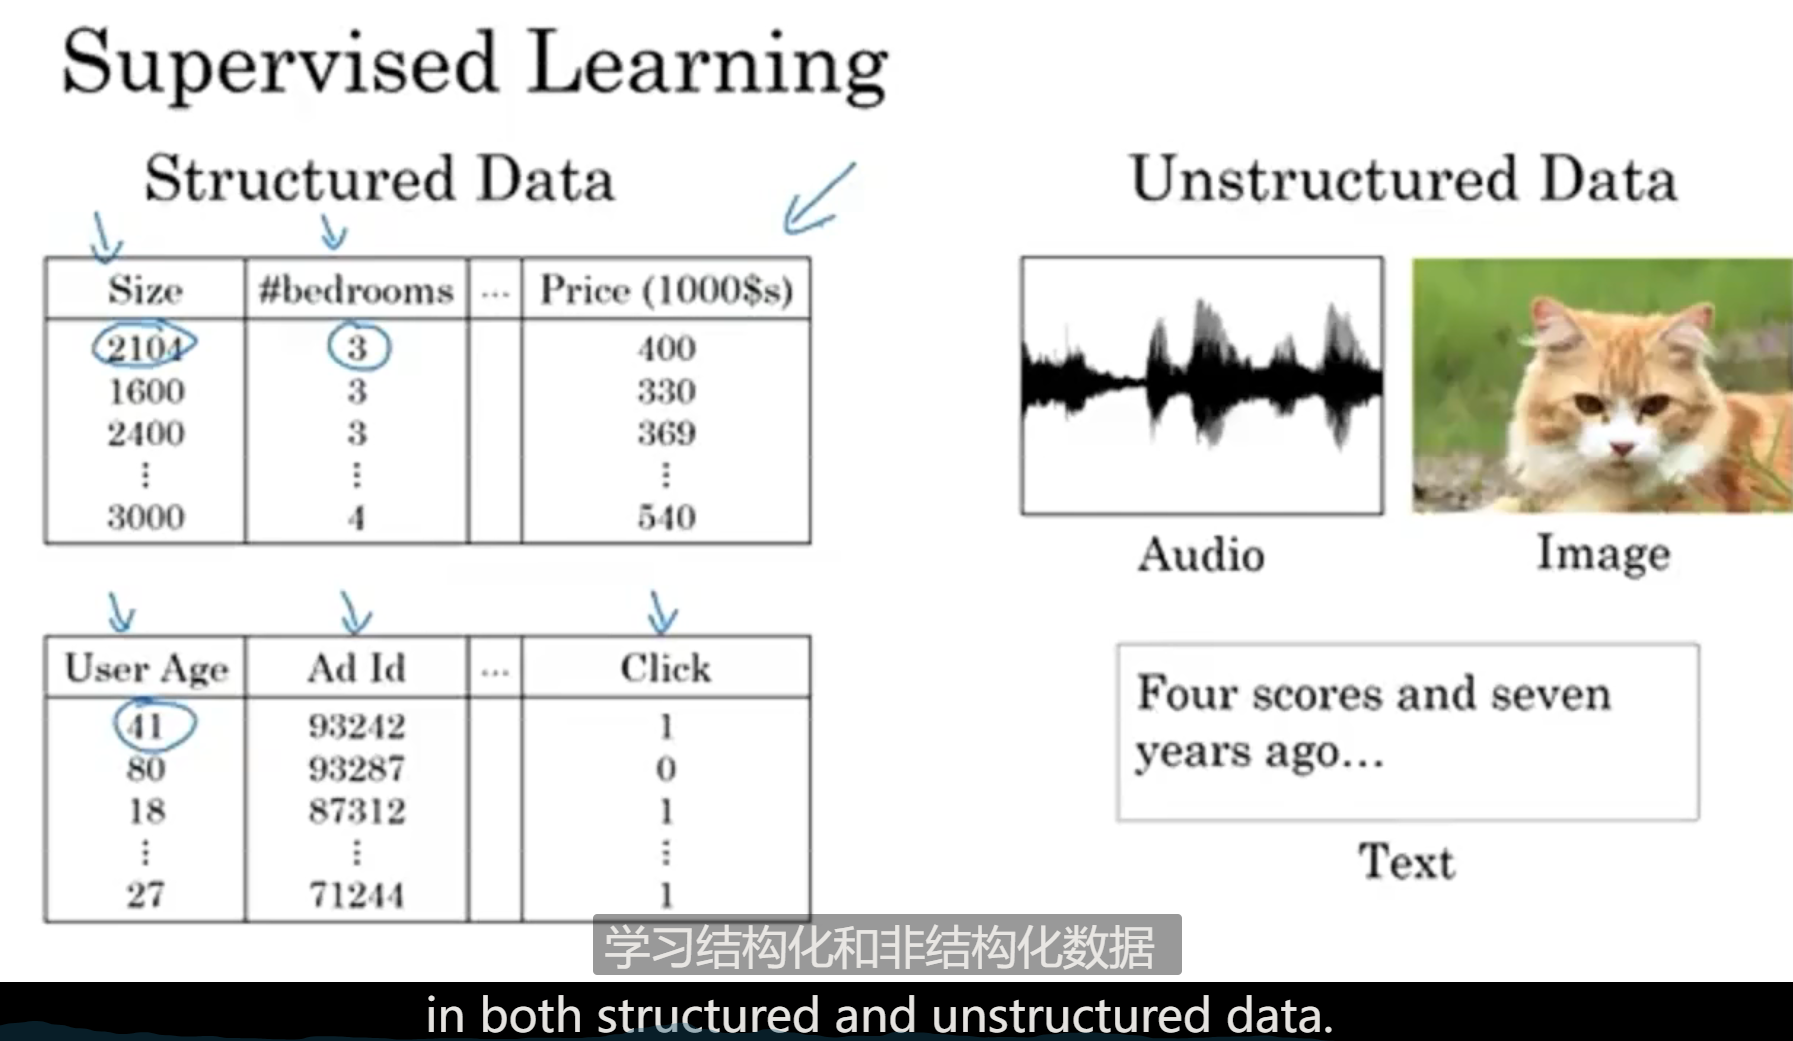 Supervised Learning
Structured Data
Size #bedrooms ... Price (1000$s)
2104 3 400
1600 3 330
2400 3 369
⋮ ⋮ ⋮
3000 4 540
User Age Ad Id ... Click
41 93242 1
80 93287 0
18 87312 1
⋮ ⋮ ⋮
27 71244 1
Unstructured Data
Audio
Image
Four scores and seven
years ago...
Text
学习结构化和非结构化数据
in both structured and unstructured data.